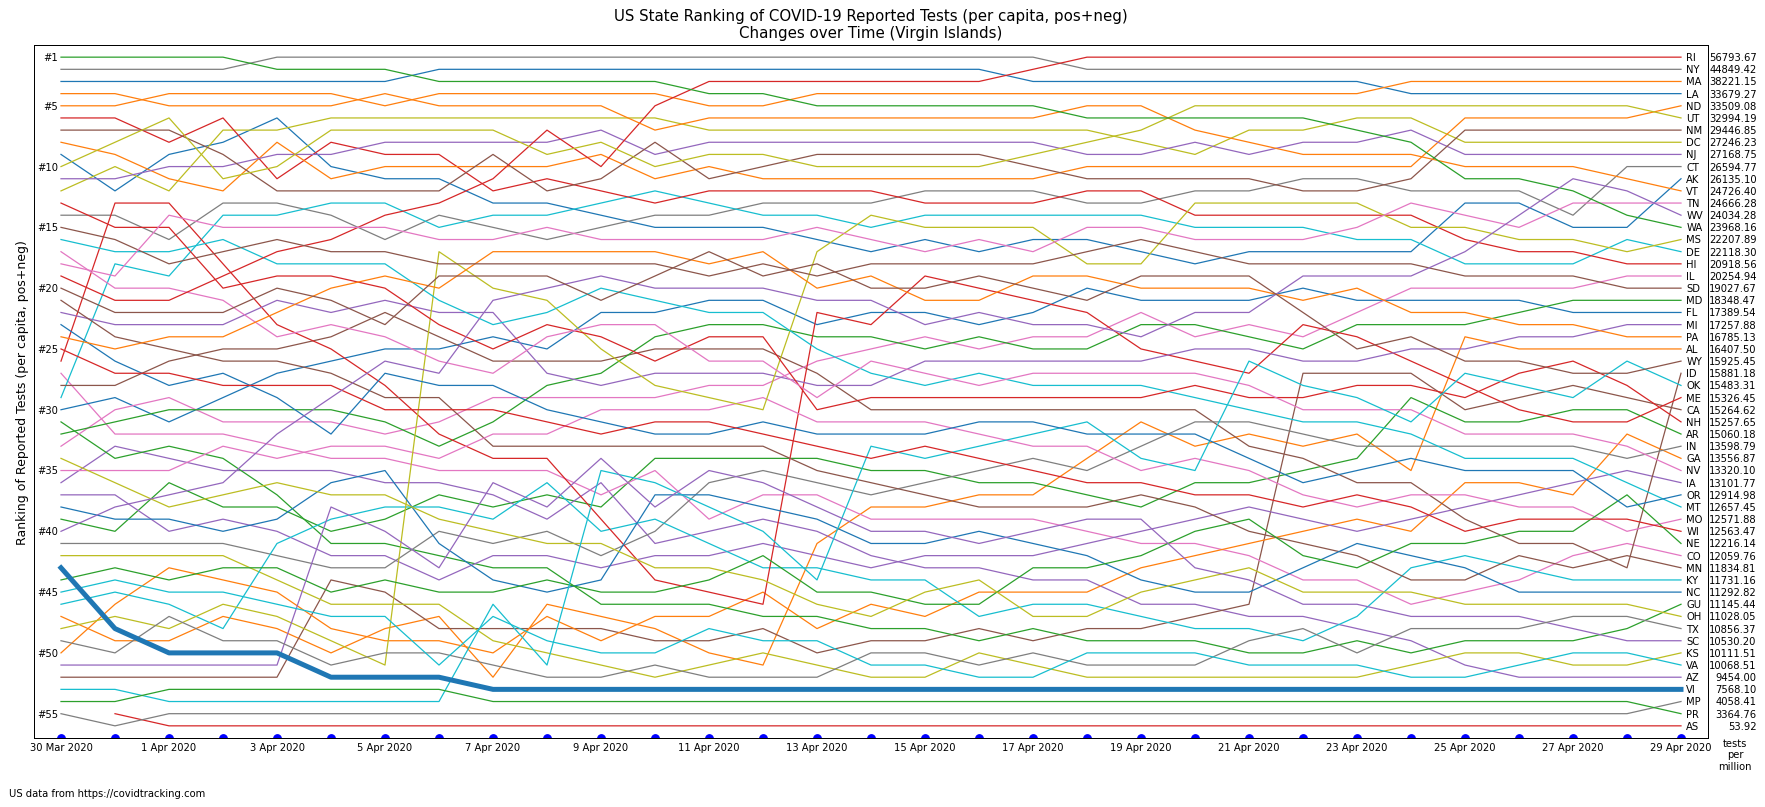 US State Ranking of COVID-19 Reported Tests (per capita, pos+neg)
Changes over Time (Virgin Islands)
Ranking of Reported Tests (per capita, pos+neg)
#1
#5
#10
#15
#20
#25
#30
#35
#40
#45
#50
#55
RI 56793.67
NY 44849.42
MA 38221.15
LA 33679.27
ND 33509.08
UT 32994.19
NM 29446.85
DC 27246.23
NJ 27168.75
CT 26594.77
AK 26135.10
VT 24726.40
TN 24666.28
WV 24034.28
WA 23968.16
MS 22207.89
DE 22118.30
HI 20918.56
IL 20254.94
SD 19027.67
MD 18348.47
FL 17389.54
MI 17257.88
PA 16785.13
AL 16407.50
WY 15925.45
ID 15881.18
OK 15483.31
ME 15326.45
CA 15264.62
NH 15257.65
AR 15060.18
IN 13598.79
GA 13556.87
NV 13320.10
IA 13101.77
OR 12914.98
MT 12657.45
MO 12571.88
WI 12563.47
NE 12216.14
CO 12059.76
MN 11834.81
KY 11731.16
NC 11292.82
GU 11145.44
OH 11028.05
TX 10856.37
SC 10530.20
KS 10111.51
VA 10068.51
AZ 9454.00
VI 7568.10
MP 4058.41
PR 3364.76
AS 53.92
30 Mar 2020 1 Apr 2020 3 Apr 2020 5 Apr 2020 7 Apr 2020 9 Apr 2020 11 Apr 2020 13 Apr 2020 15 Apr 2020 17 Apr 2020 19 Apr 2020 21 Apr 2020 23 Apr 2020 25 Apr 2020 27 Apr 2020 29 Apr 2020
tests
per
million
US data from https://covidtracking.com